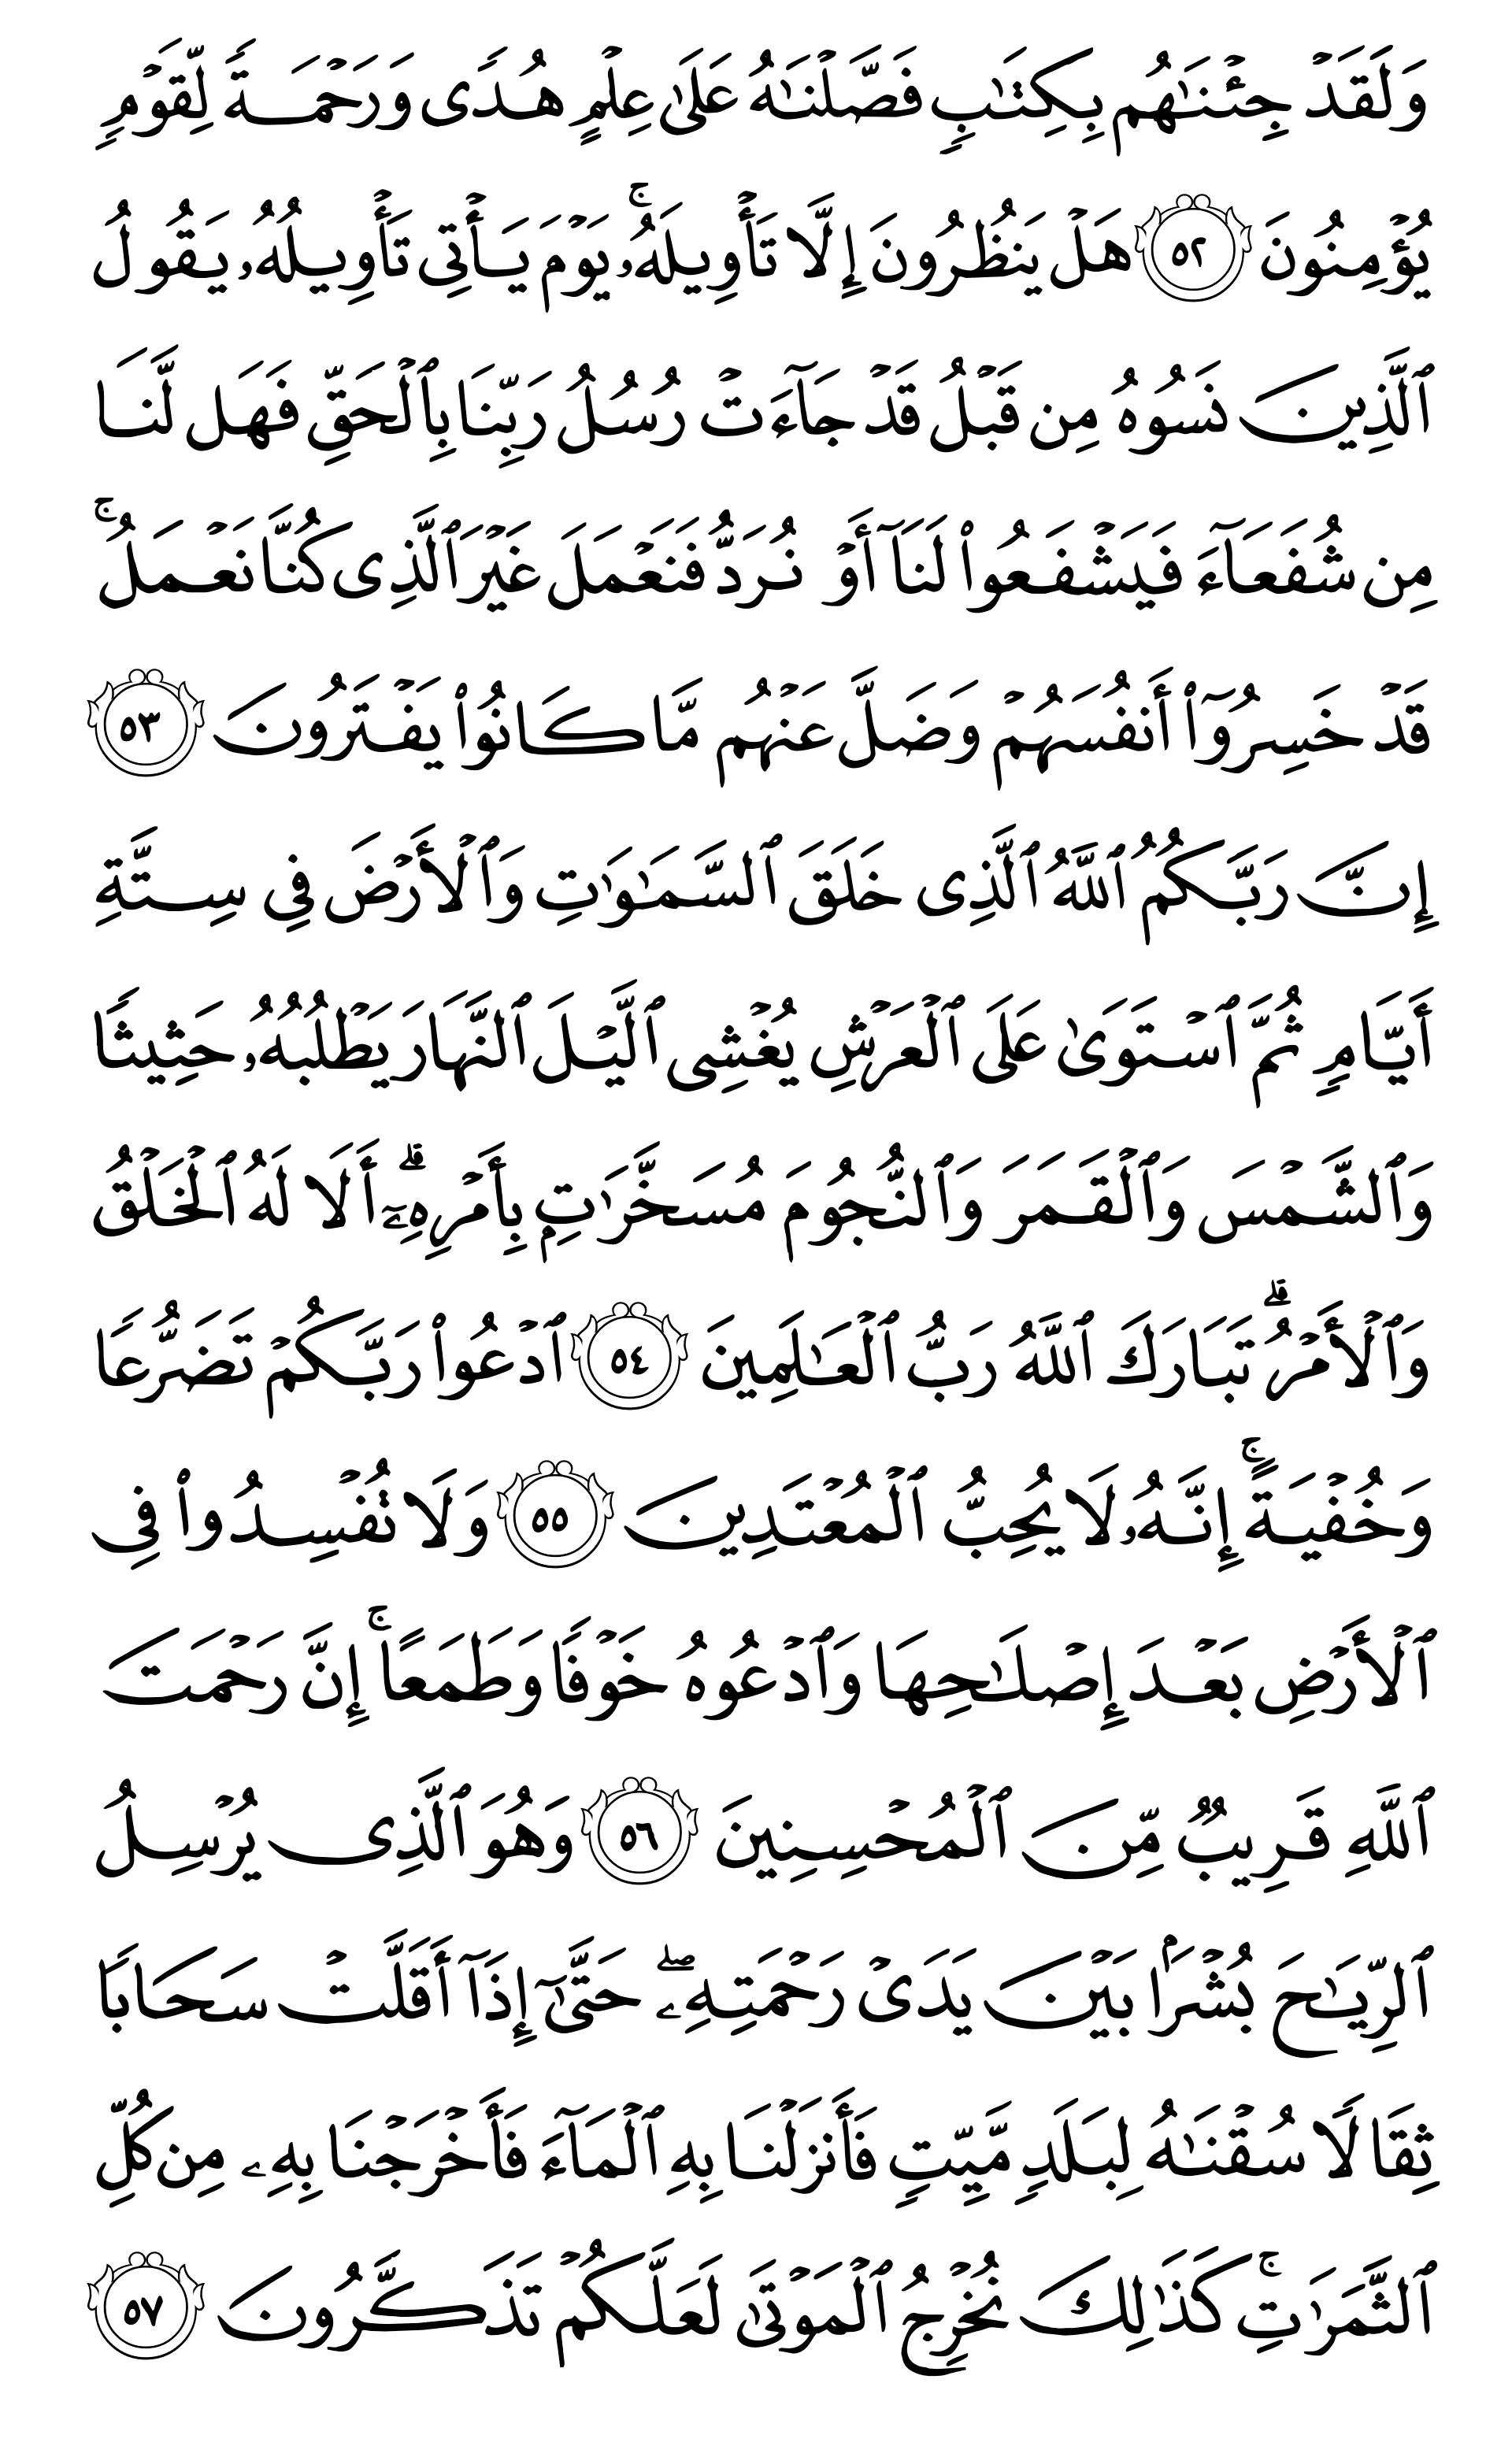 وَلَقَدۡ جِئۡنَٰهُم بِكِتَٰبٖ فَصَّلۡنَٰهُ عَلَىٰ عِلۡمٍ هُدٗى وَرَحۡمَةٗ لِّقَوۡمٖ
يُؤۡمِنُونَ ٥٢ هَلۡ يَنظُرُونَ إِلَّا تَأۡوِيلَهُۥۚ يَوۡمَ يَأۡتِي تَأۡوِيلُهُۥ يَقُولُ
ٱلَّذِينَ نَسُوهُ مِن قَبۡلُ قَدۡ جَآءَتۡ رُسُلُ رَبِّنَا بِٱلۡحَقِّ فَهَل لَّنَا
مِن شُفَعَآءَ فَيَشۡفَعُواْ لَنَآ أَوۡ نُرَدُّ فَنَعۡمَلَ غَيۡرَ ٱلَّذِي كُنَّا نَعۡمَلُۚ
قَدۡ خَسِرُوٓاْ أَنفُسَهُمۡ وَضَلَّ عَنۡهُم مَّا كَانُواْ يَفۡتَرُونَ ٥٣
إِنَّ رَبَّكُمُ ٱللَّهُ ٱلَّذِي خَلَقَ ٱلسَّمَٰوَٰتِ وَٱلۡأَرۡضَ فِي سِتَّةِ
أَيَّامٖ ثُمَّ ٱسۡتَوَىٰ عَلَى ٱلۡعَرۡشِ يُغۡشِي ٱلَّيۡلَ ٱلنَّهَارَ يَطۡلُبُهُۥ حَثِيثٗا
وَٱلشَّمۡسَ وَٱلۡقَمَرَ وَٱلنُّجُومَ مُسَخَّرَٰتِۭ بِأَمۡرِهِۦٓۗ أَلَا لَهُ ٱلۡخَلۡقُ
وَٱلۡأَمۡرُۗ تَبَارَكَ ٱللَّهُ رَبُّ ٱلۡعَٰلَمِينَ ٥٤ ٱدۡعُواْ رَبَّكُمۡ تَضَرُّعٗا
وَخُفۡيَةًۚ إِنَّهُۥ لَا يُحِبُّ ٱلۡمُعۡتَدِينَ ٥٥ وَلَا تُفۡسِدُواْ فِي
ٱلۡأَرۡضِ بَعۡدَ إِصۡلَٰحِهَا وَٱدۡعُوهُ خَوۡفٗا وَطَمَعًاۚ إِنَّ رَحۡمَتَ
ٱللَّهِ قَرِيبٞ مِّنَ ٱلۡمُحۡسِنِينَ ٥٦ وَهُوَ ٱلَّذِي يُرۡسِلُ
ٱلرِّيَٰحَ بُشۡرَۢا بَيۡنَ يَدَيۡ رَحۡمَتِهِۦۖ حَتَّىٰٓ إِذَآ أَقَلَّتۡ سَحَابٗا
ثِقَالٗا سُقۡنَٰهُ لِبَلَدٖ مَّيِّتٖ فَأَنزَلۡنَا بِهِ ٱلۡمَآءَ فَأَخۡرَجۡنَا بِهِۦ مِن كُلِّ
ٱلثَّمَرَٰتِۚ كَذَٰلِكَ نُخۡرِجُ ٱلۡمَوۡتَىٰ لَعَلَّكُمۡ تَذَكَّرُونَ ٥٧